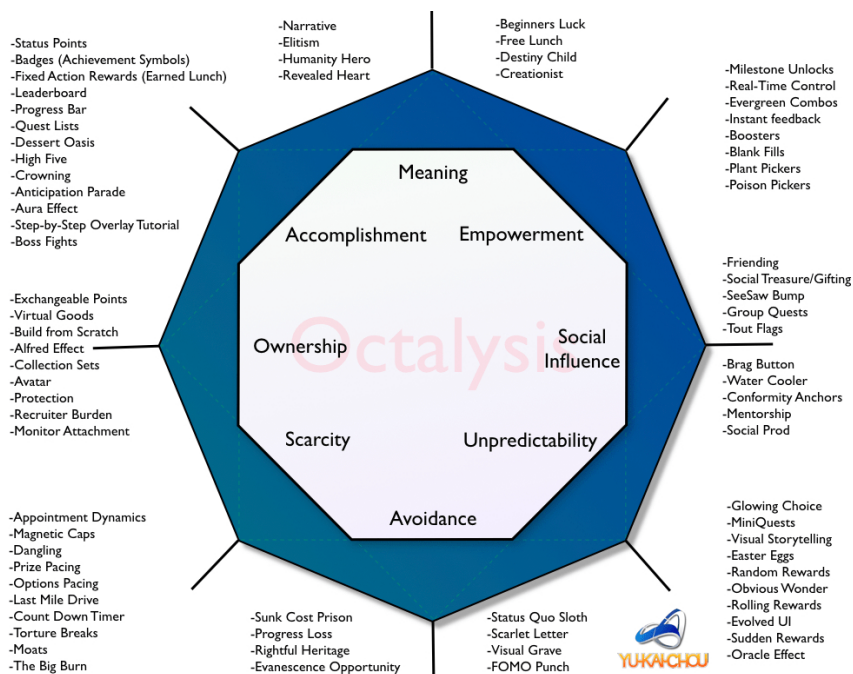 -Narrative
-Elitism
-Humanity Hero
-Revealed Heart
-Beginners Luck
-Free Lunch
-Destiny Child
-Creationist
-Status Points
-Badges (Achievement Symbols)
-Fixed Action Rewards (Earned Lunch)
-Leaderboard
-Progress Bar
-Quest Lists
-Dessert Oasis
-High Five
-Crowning
-Anticipation Parade
-Aura Effect
-Step-by-Step Overlay Tutorial
-Boss Fights
-Milestone Unlocks
-Real-Time Control
-Evergreen Combos
-Instant feedback
-Boosters
-Blank Fills
-Plant Pickers
-Poison Pickers
Meaning
Accomplishment
Empowerment
Ownership
Octalysis
Social
Influence
Scarcity
Unpredictability
Avoidance
-Exchangeable Points
-Virtual Goods
-Build from Scratch
-Alfred Effect
-Collection Sets
-Avatar
-Protection
-Recruiter Burden
-Monitor Attachment
-Friending
-Social Treasure/Gifting
-SeeSaw Bump
-Group Quests
-Tout Flags
-Brag Button
-Water Cooler
-Conformity Anchors
-Mentorship
-Social Prod
-Appointment Dynamics
-Magnetic Caps
-Dangling
-Prize Pacing
-Options Pacing
-Last Mile Drive
-Count Down Timer
-Torture Breaks
-Moats
-The Big Burn
-Sunk Cost Prison
-Progress Loss
-Rightful Heritage
-Evanescence Opportunity
-Status Quo Sloth
-Scarlet Letter
-Visual Grave
-FOMO Punch
YU-KAI-CHOU
-Glowing Choice
-MiniQuests
-Visual Storytelling
-Easter Eggs
-Random Rewards
-Obvious Wonder
-Rolling Rewards
-Evolved UI
-Sudden Rewards
-Oracle Effect